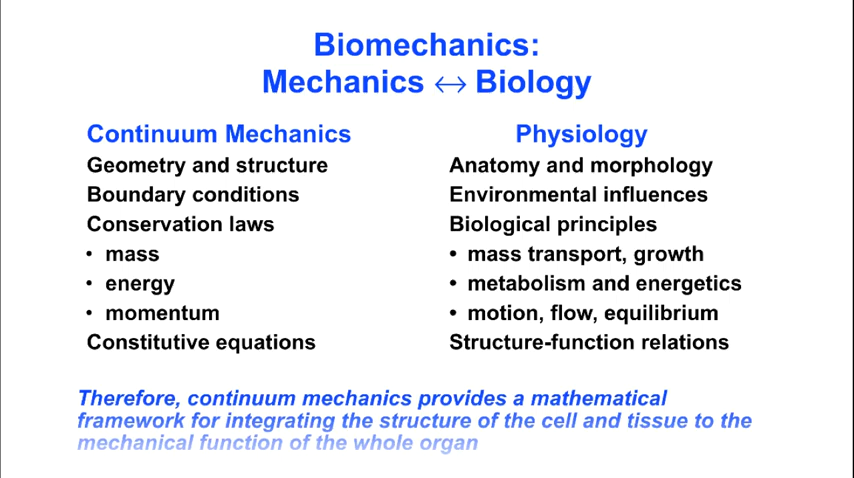 Biomechanics:
Mechanics ↔ Biology
Continuum Mechanics
Geometry and structure
Boundary conditions
Conservation laws
• mass
• energy
• momentum
Constitutive equations
Physiology
Anatomy and morphology
Environmental influences
Biological principles
• mass transport, growth
• metabolism and energetics
• motion, flow, equilibrium
Structure-function relations
Therefore, continuum mechanics provides a mathematical
framework for integrating the structure of the cell and tissue to the
mechanical function of the whole organ